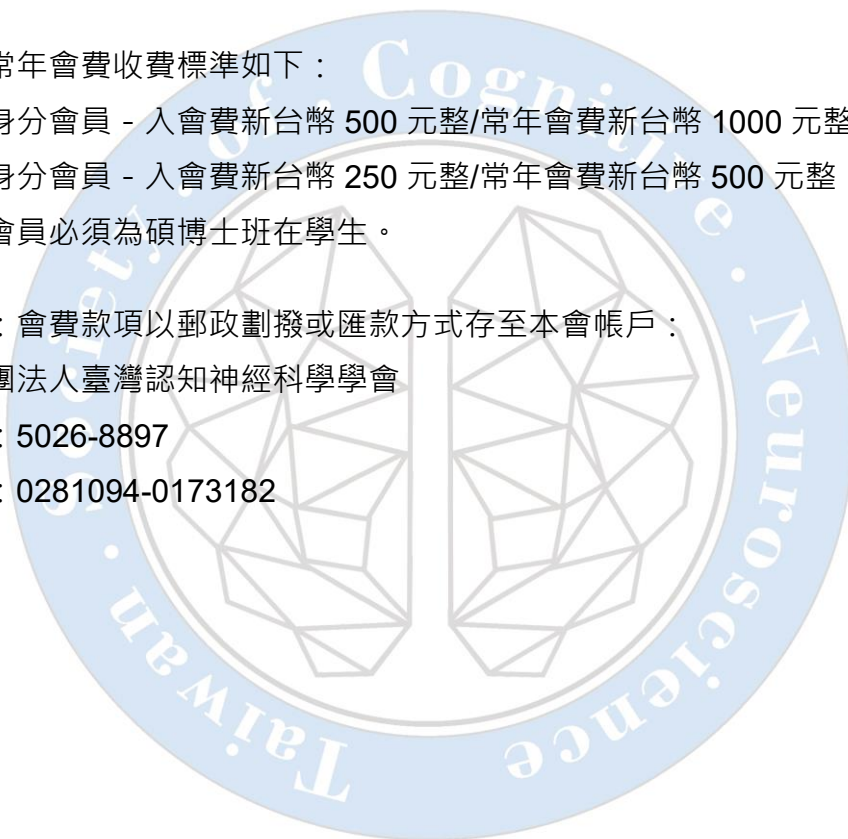 常年會費收費標準如下：
身分會員 - 入會費新台幣 500 元整/常年會費新台幣 1000 元整
身分會員 - 入會費新台幣 250 元整/常年會費新台幣 500 元整
會員必須為碩博士班在學生。
：會費款項以郵政劃撥或匯款方式存至本會帳戶：
團法人臺灣認知神經科學學會
：5026-8897
：0281094-0173182
Taiwan · Society · of · Cognitive · Neuroscience